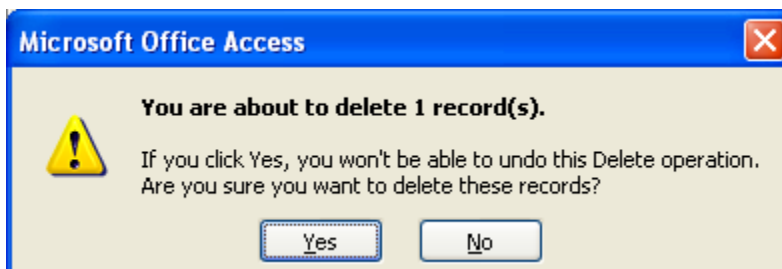 Microsoft Office Access
You are about to delete 1 record(s).
If you click Yes, you won't be able to undo this Delete operation.
Are you sure you want to delete these records?
Yes No